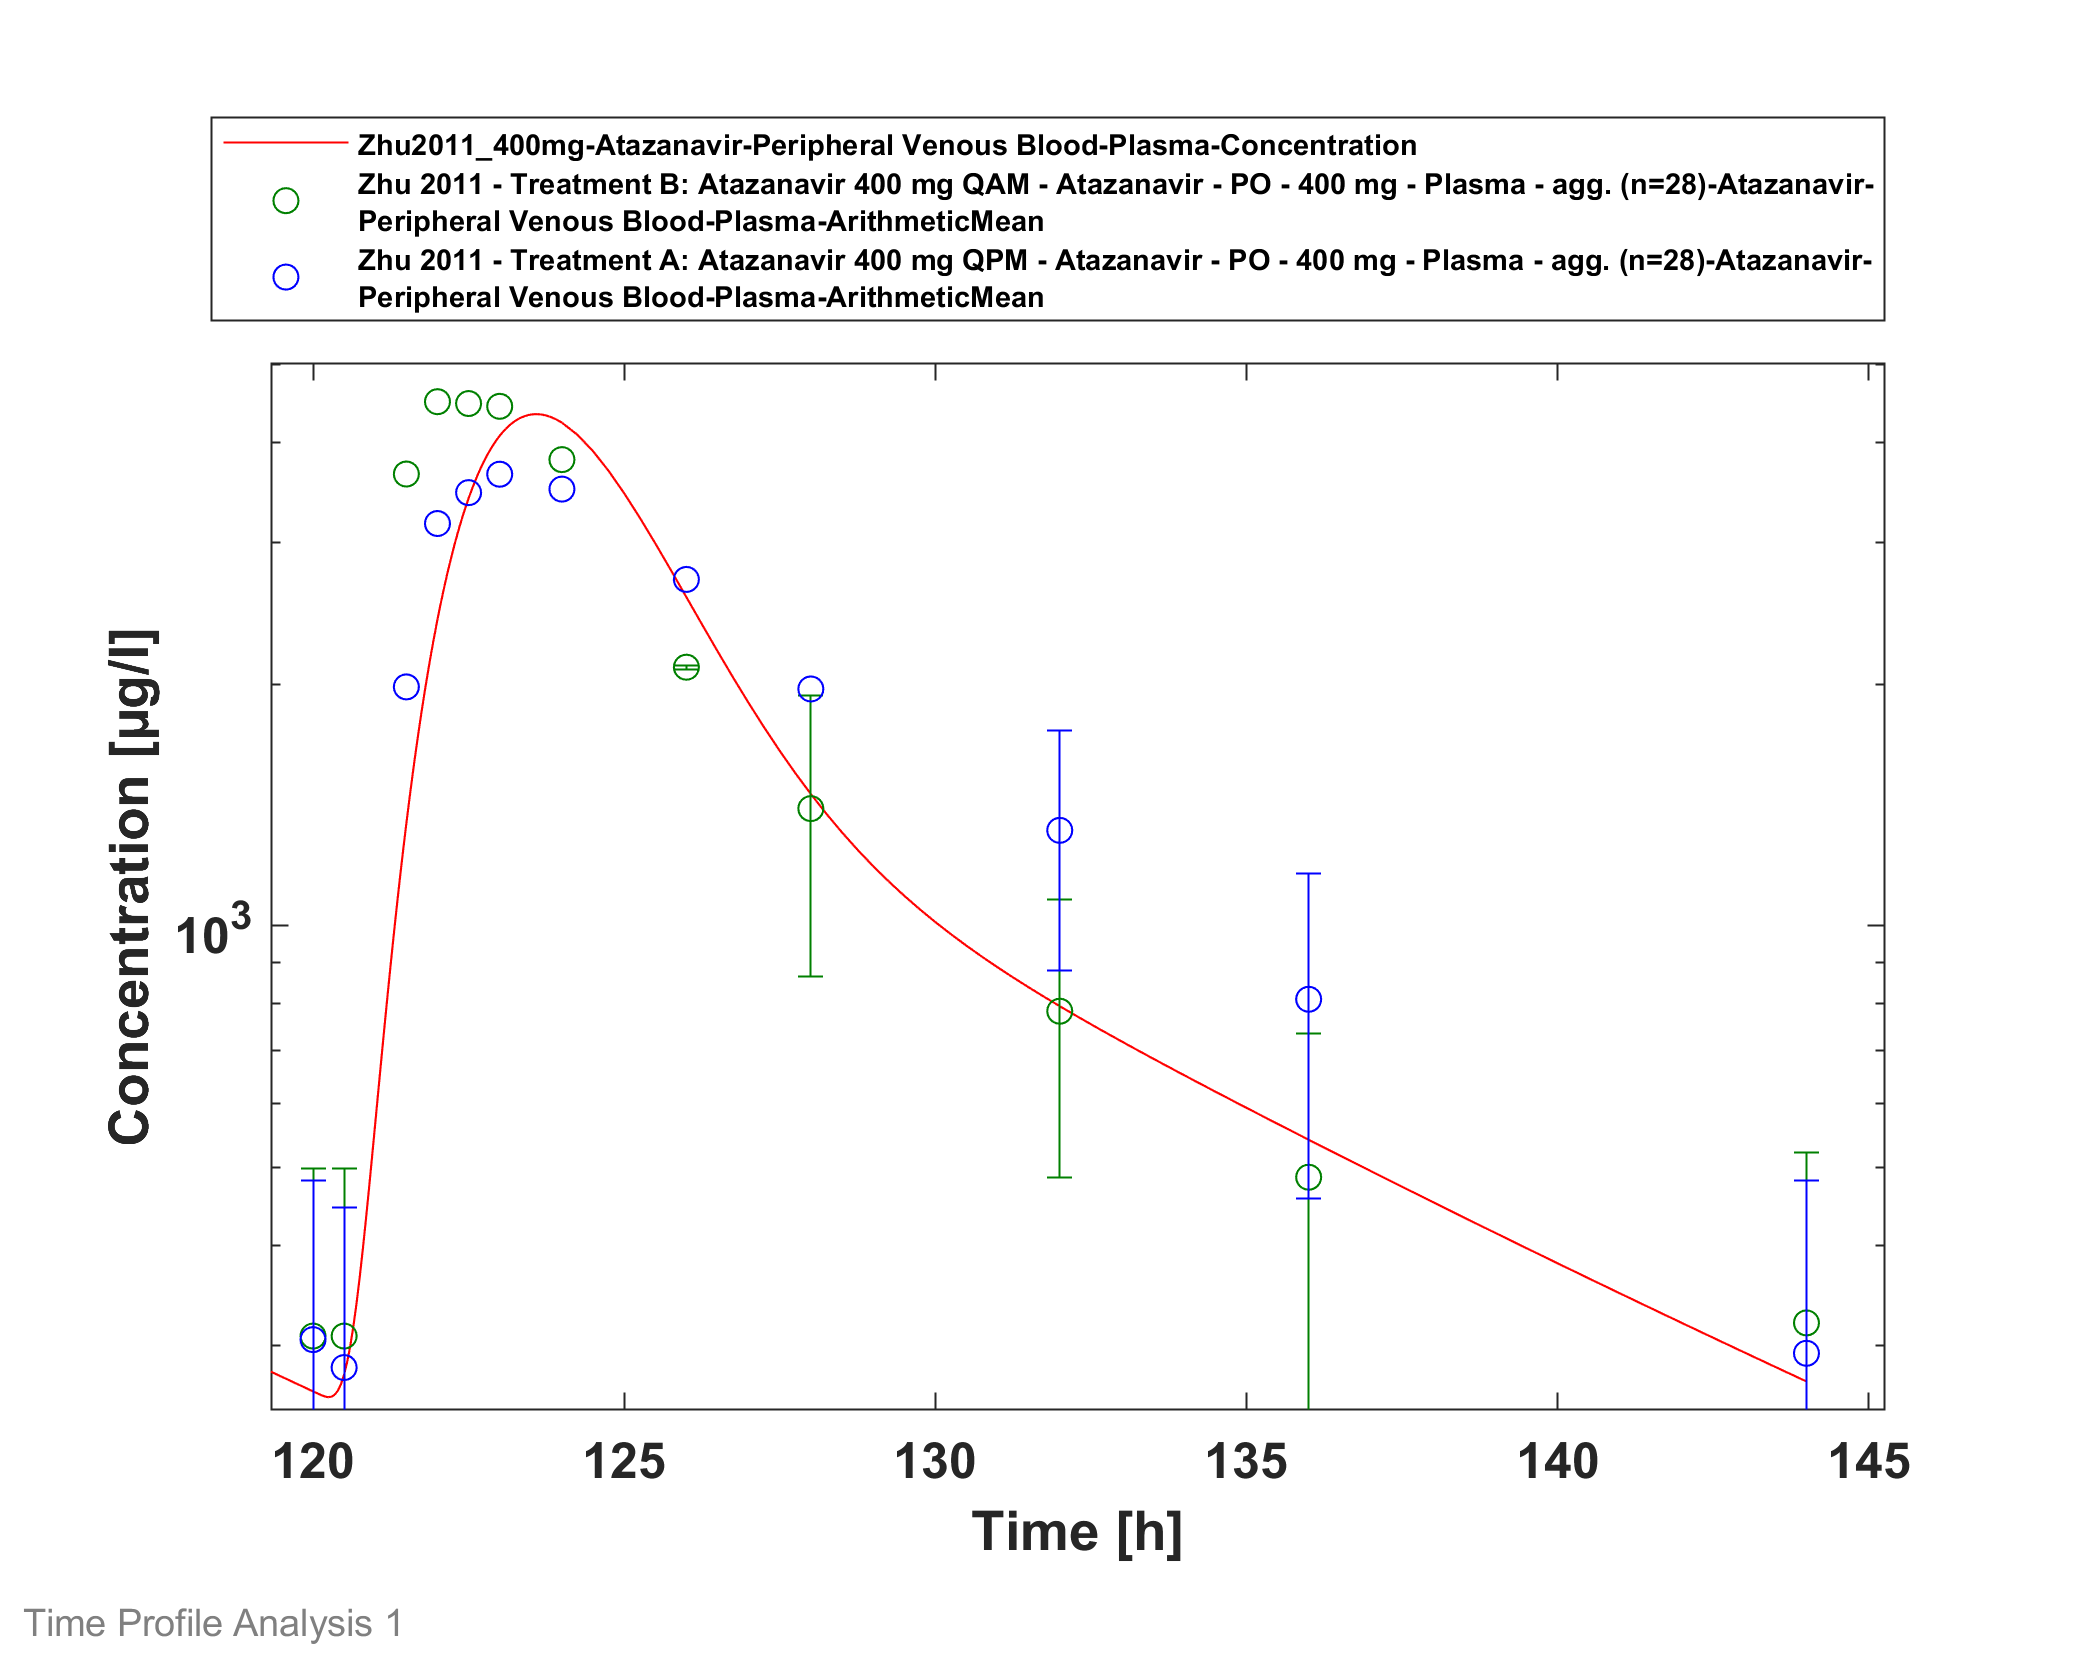 Zhu2011_400mg-Atazanavir-Peripheral Venous Blood-Plasma-Concentration
Zhu 2011 - Treatment B: Atazanavir 400 mg QAM - Atazanavir - PO - 400 mg - Plasma - agg. (n=28)-Atazanavir-
Peripheral Venous Blood-Plasma-ArithmeticMean
Zhu 2011 - Treatment A: Atazanavir 400 mg QPM - Atazanavir - PO - 400 mg - Plasma - agg. (n=28)-Atazanavir-
Peripheral Venous Blood-Plasma-ArithmeticMean
Concentration [µg/l]
10³
120 125 130 135 140 145
Time [h]
Time Profile Analysis 1